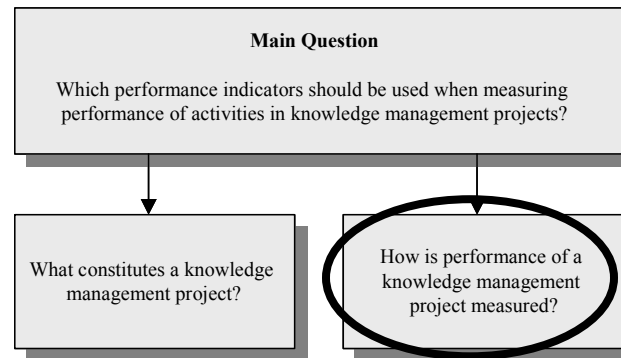 Main Question
Which performance indicators should be used when measuring
performance of activities in knowledge management projects?
What constitutes a knowledge
management project?
How is performance of a
knowledge management
project measured?